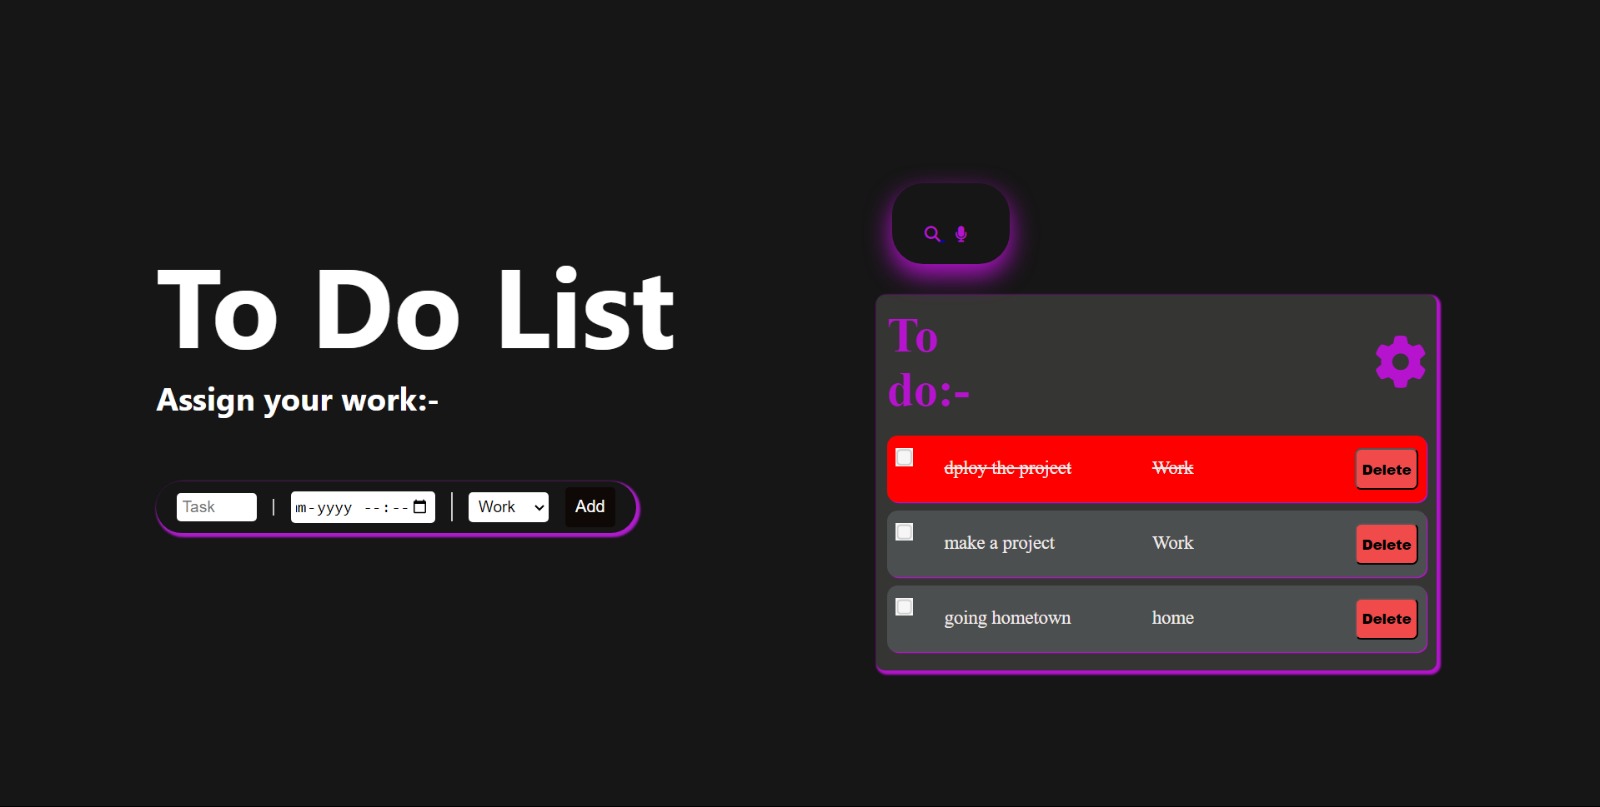 To Do List
Assign your work:-
Task | m-yyyy --:-- | Work Add
To
do:-
dploy the project Work Delete
make a project Work Delete
going hometown home Delete